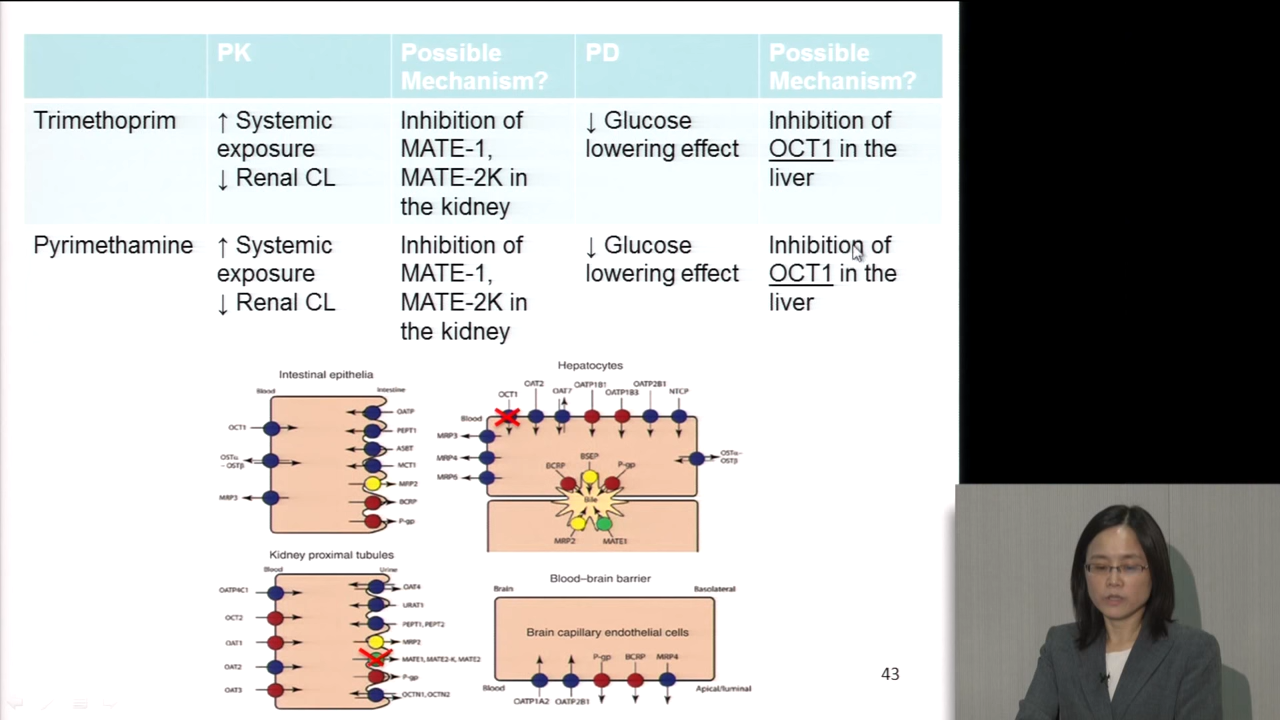 PK
Possible
Mechanism?
PD
Possible
Mechanism?
Trimethoprim
↑ Systemic
exposure
↓ Renal CL
Inhibition of
MATE-1,
MATE-2K in
the kidney
↓ Glucose
lowering effect
Inhibition of
OCT1 in the
liver
Pyrimethamine
↑ Systemic
exposure
↓ Renal CL
Inhibition of
MATE-1,
MATE-2K in
the kidney
↓ Glucose
lowering effect
Inhibition of
OCT1 in the
liver
Intestinal epithelia
Blood
Intestine
OATP
OCT1
PEPT1
ASBT
OSTα
– OSTβ
MCT1
MRP2
MRP3
BCRP
P-gp
Hepatocytes
OCT1
OAT2
OAT7
OATP1B1
OATP1B3
OATP2B1
NTCP
Blood
MRP3
MRP4
MRP6
OSTα–
OSTβ
BCRP
BSEP
P-gp
Bile
MRP2
MATE1
Kidney proximal tubules
Blood
Urine
OATP4C1
OAT4
URAT1
OCT2
PEPT1, PEPT2
OAT1
MRP2
OAT2
MATE1, MATE2-K, MATE2
P-gp
OAT3
OCTN1, OCTN2
Blood–brain barrier
Brain
Basolateral
Brain capillary endothelial cells
P-gp
BCRP
MRP4
Blood
Apical/luminal
OATP1A2
OATP2B1
43